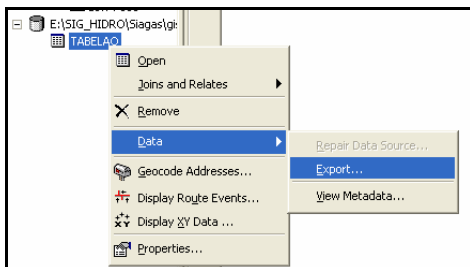 E:\SIG_HIDRO\Siagas\gi
TABELAO
Open
Joins and Relates
Remove
Data
Repair Data Source...
Export...
View Metadata...
Geocode Addresses...
Display Route Events...
Display XY Data ...
Properties...